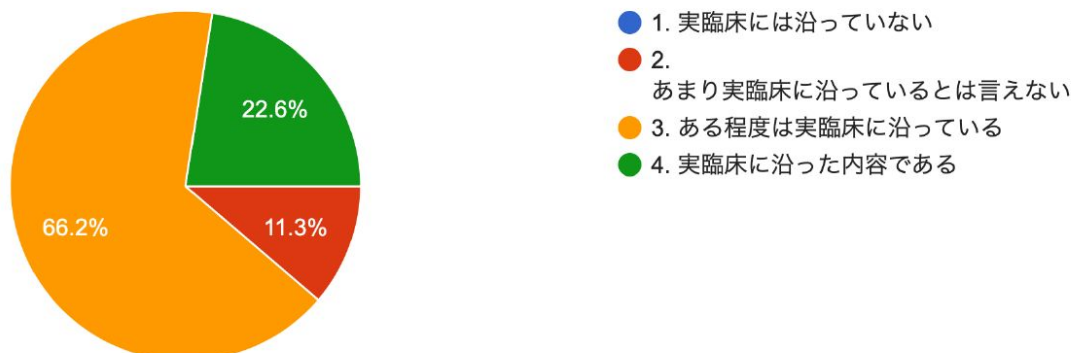 22.6%
66.2%
11.3%
1. 実臨床には沿っていない
2.
あまり実臨床に沿っているとは言えない
3. ある程度は実臨床に沿っている
4. 実臨床に沿った内容である